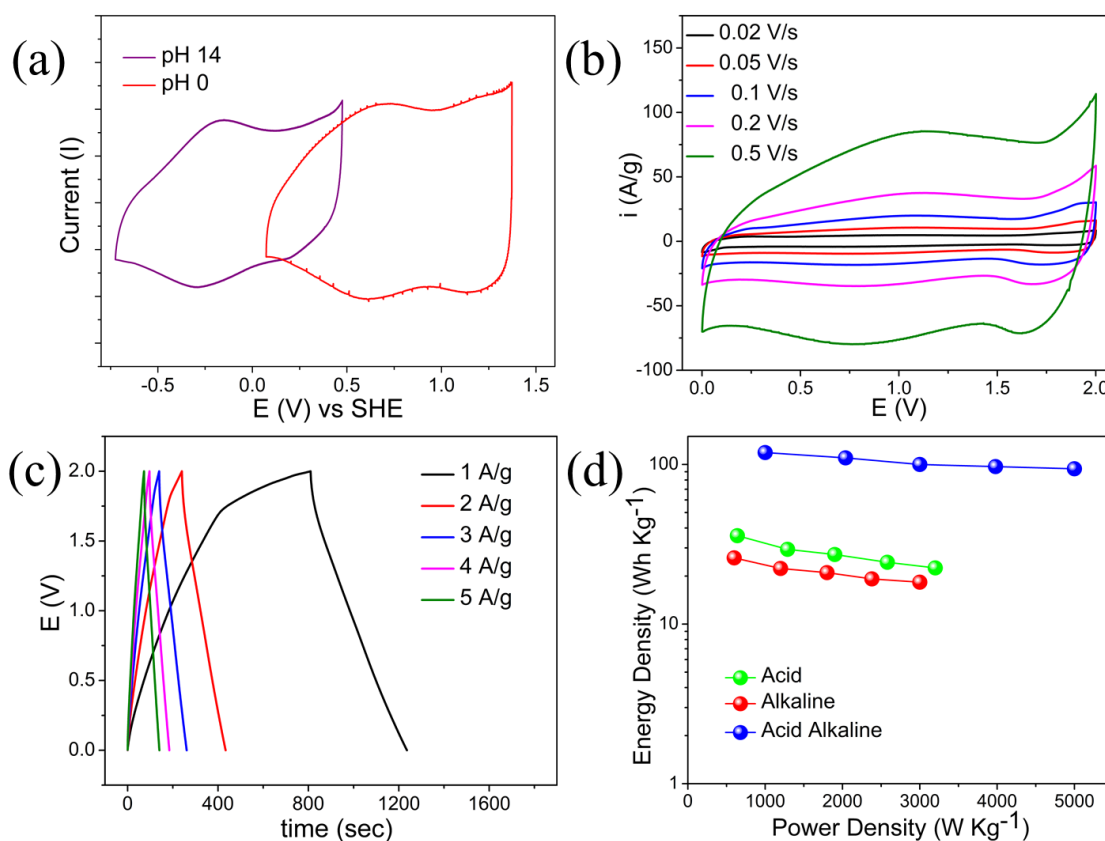 (a)
pH 14
pH 0
Current (I)
-0.5 0.0 0.5 1.0 1.5
E (V) vs SHE
(b)
0.02 V/s
0.05 V/s
0.1 V/s
0.2 V/s
0.5 V/s
150
100
50
0
-50
-100
i (A/g)
0.0 0.5 1.0 1.5 2.0
E (V)
(c)
1 A/g
2 A/g
3 A/g
4 A/g
5 A/g
2.0
1.5
1.0
0.5
0.0
E (V)
0 400 800 1200 1600
time (sec)
(d)
100
10
1
Energy Density (Wh Kg⁻¹)
Acid
Alkaline
Acid Alkaline
0 1000 2000 3000 4000 5000
Power Density (W Kg⁻¹)